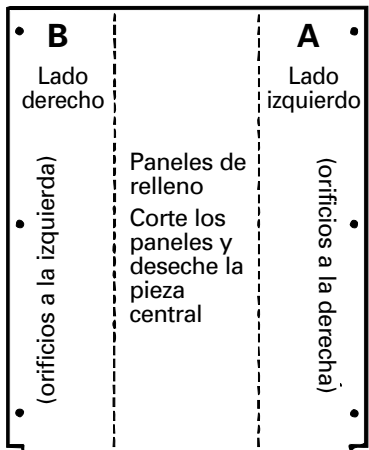 B
Lado
derecho
(orificios a la izquierda)
Paneles de
relleno
Corte los
paneles y
deseche la
pieza
central
A
Lado
izquierdo
(orificios a la derecha)